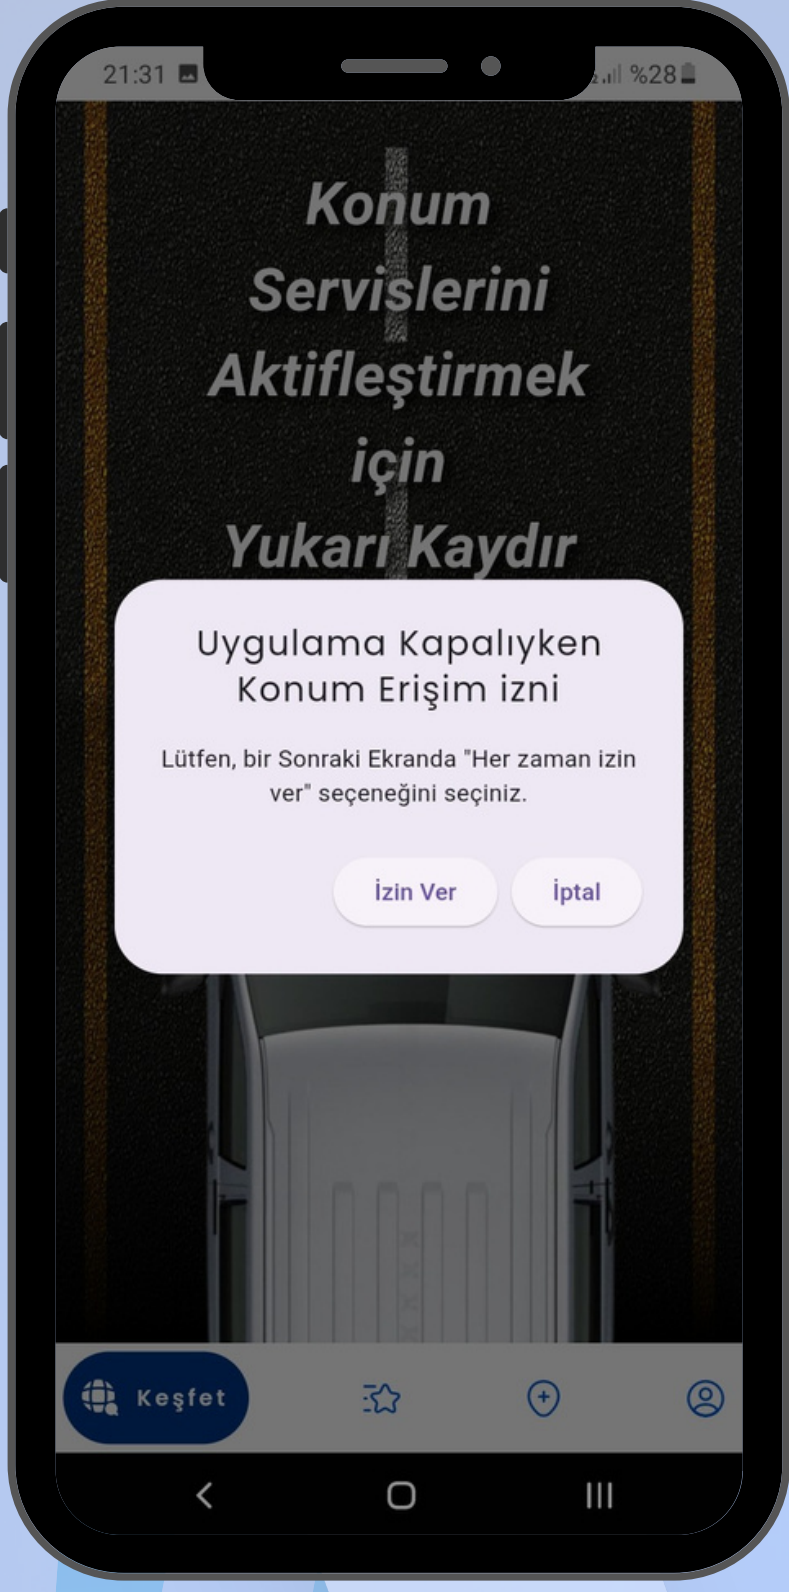 21:31
%28
Konum
Servislerini
Aktifleştirmek
için
Yukarı Kaydır
Uygulama Kapalıyken
Konum Erişim izni
Lütfen, bir Sonraki Ekranda "Her zaman izin
ver" seçeneğini seçiniz.
İzin Ver
İptal
Keşfet